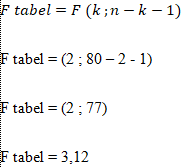 F tabel = F (k ; n − k − 1)
F tabel = (2 ; 80 – 2 - 1)
F tabel = (2 ; 77)
F tabel = 3,12